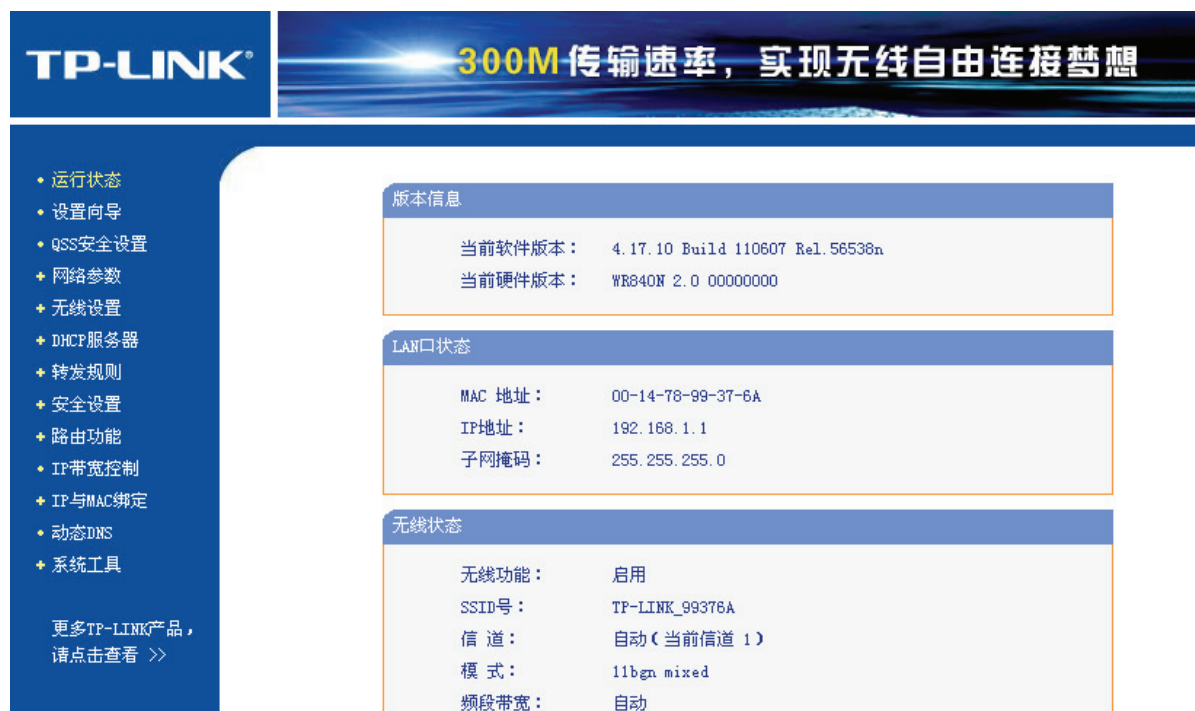 TP-LINK®
300M 传输速率，实现无线自由连接梦想
运行状态
设置向导
QSS安全设置
网络参数
无线设置
DHCP服务器
转发规则
安全设置
路由功能
IP带宽控制
IP与MAC绑定
动态DNS
系统工具
更多TP-LINK产品，
请点击查看 >>
版本信息
当前软件版本： 4.17.10 Build 110607 Rel.56538n
当前硬件版本： WR840N 2.0 00000000
LAN口状态
MAC 地址： 00-14-78-99-37-6A
IP地址： 192.168.1.1
子网掩码： 255.255.255.0
无线状态
无线功能： 启用
SSID号： TP-LINK_99376A
信 道： 自动（当前信道 1）
模 式： 11bgn mixed
频段带宽： 自动